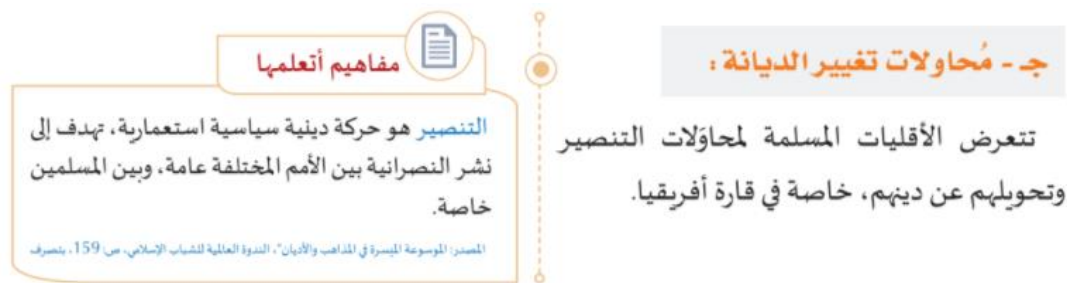 جـ - مُحاولات تغيير الديانة :
تتعرض الأقليات المسلمة لمحاوَلات التنصير
وتحويلهم عن دينهم، خاصة في قارة أفريقيا.
مفاهيم أتعلمها
التنصير هو حركة دينية سياسية استعمارية، تهدف إلى
نشر النصرانية بين الأمم المختلفة عامة، وبين المسلمين
خاصة.
المصدر: الموسوعة الميسرة في المذاهب والأديان"، الندوة العالمية للشباب الإسلامي، ص: 159، بتصرف